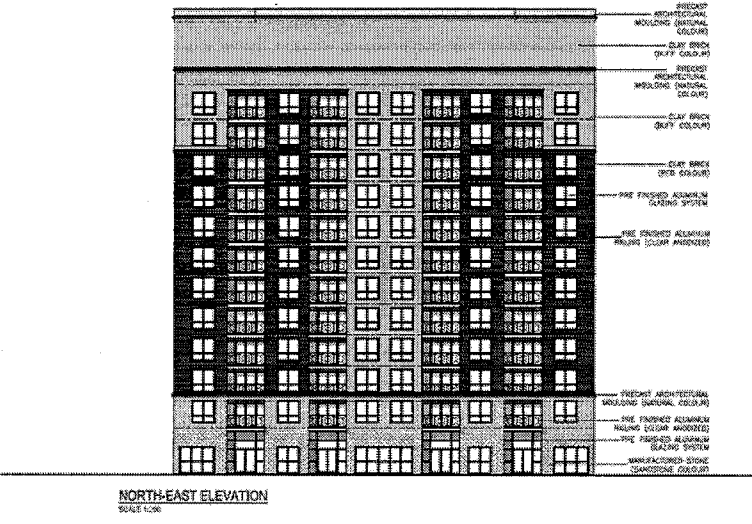 PRECAST
ARCHITECTURAL
MOULDING (NATURAL
COLOUR)
CLAY BRICK
(BUFF COLOUR)
PRECAST
ARCHITECTURAL
MOULDING (NATURAL
COLOUR)
CLAY BRICK
(BUFF COLOUR)
CLAY BRICK
(RED COLOUR)
PRE FINISHED ALUMINUM
GLAZING SYSTEM
PRE FINISHED ALUMINUM
RAILING (CLEAR ANODIZED)
PRECAST ARCHITECTURAL
MOULDING (NATURAL COLOUR)
PRE FINISHED ALUMINUM
RAILING (CLEAR ANODIZED)
PRE FINISHED ALUMINUM
GLAZING SYSTEM
MANUFACTURED STONE
(SANDSTONE COLOUR)
NORTH-EAST ELEVATION
SCALE